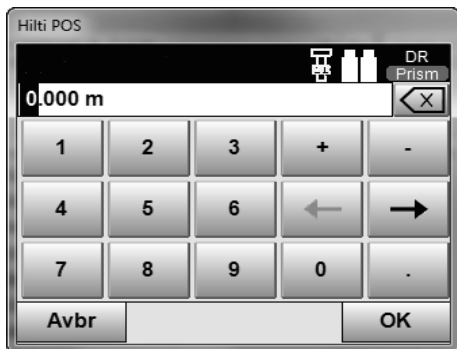 Hilti POS
DR
Prism
0.000 m
1 2 3 + -
4 5 6 ← →
7 8 9 0 .
Avbr OK